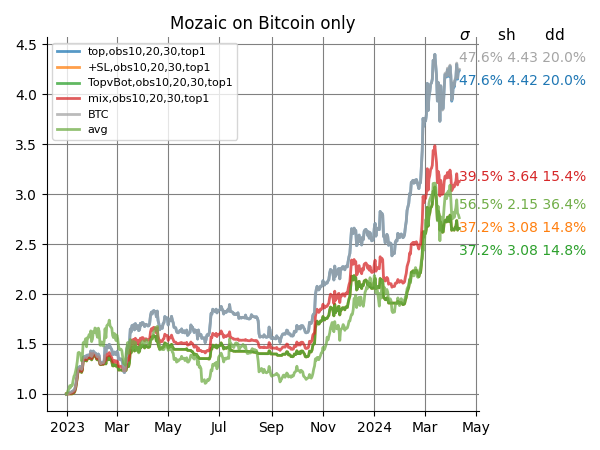 Mozaic on Bitcoin only
σ sh dd
4.5
4.0
3.5
3.0
2.5
2.0
1.5
1.0
top,obs10,20,30,top1
+SL,obs10,20,30,top1
TopvBot,obs10,20,30,top1
mix,obs10,20,30,top1
BTC
avg
47.6% 4.43 20.0%
47.6% 4.42 20.0%
39.5% 3.64 15.4%
56.5% 2.15 36.4%
37.2% 3.08 14.8%
37.2% 3.08 14.8%
2023 Mar May Jul Sep Nov 2024 Mar May